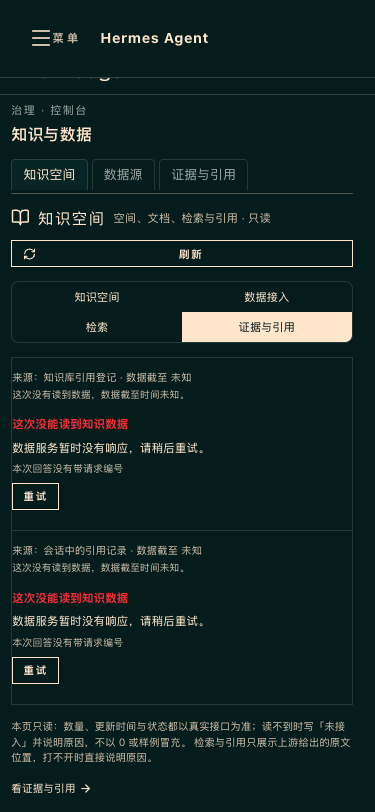 菜单 Hermes Agent
治理 · 控制台
知识与数据
知识空间 数据源 证据与引用
知识空间 空间、文档、检索与引用 · 只读
刷新
知识空间 数据接入
检索 证据与引用
来源：知识库引用登记 · 数据截至 未知
这次没有读到数据，数据截至时间未知。
这次不能读到知识数据
数据服务暂时没有响应，请稍后重试。
本次回答没有带请求编号
重试
来源：会话中的引用记录 · 数据截至 未知
这次没有读到数据，数据截至时间未知。
这次不能读到知识数据
数据服务暂时没有响应，请稍后重试。
本次回答没有带请求编号
重试
本页只读：数量、更新时间与状态都以真实接口为准；读不到时写「未接
入」并说明原因，不以 0 或样例冒充。 检索与引用只展示上游给出的原文
位置，打不开时直接说明原因。
看证据与引用 →